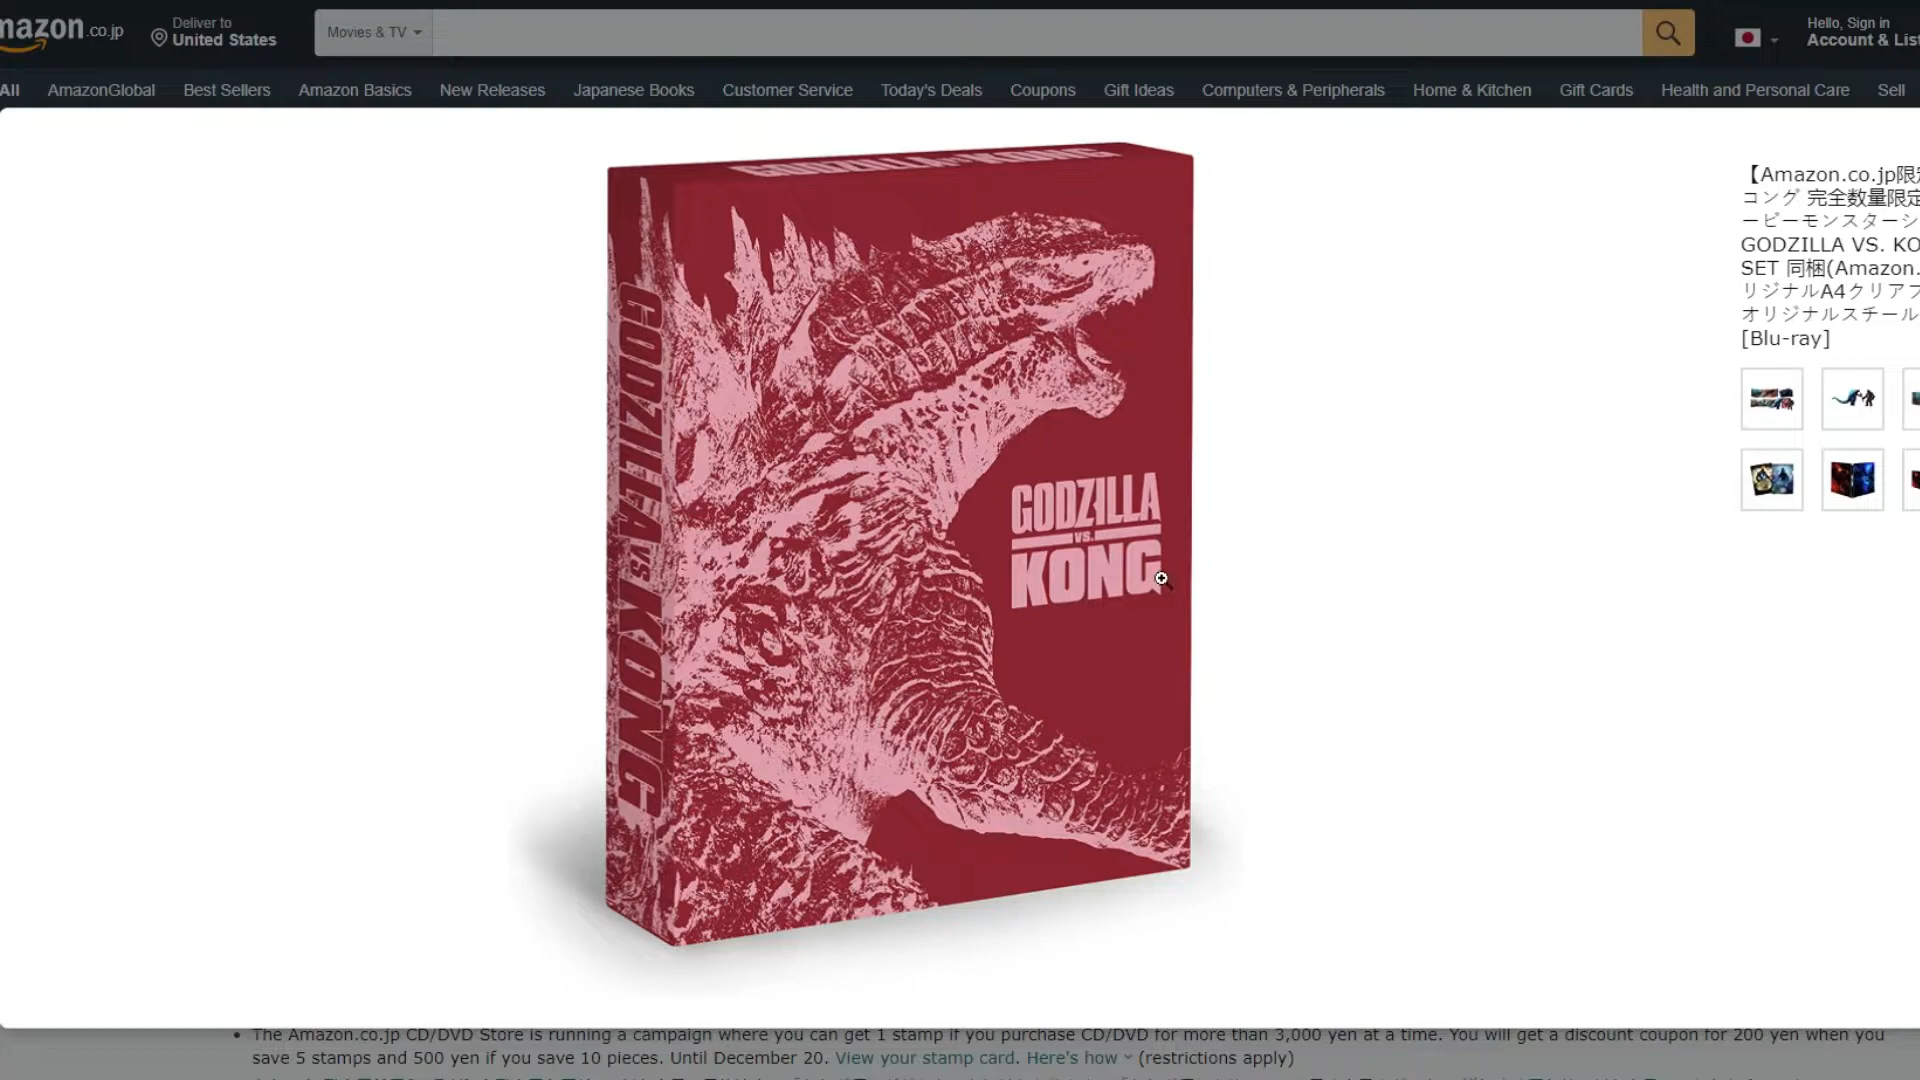 mazon.co.jp
Deliver to
United States
Movies & TV
Hello, Sign in
Account & List
All
AmazonGlobal
Best Sellers
Amazon Basics
New Releases
Japanese Books
Customer Service
Today's Deals
Coupons
Gift Ideas
Computers & Peripherals
Home & Kitchen
Gift Cards
Health and Personal Care
Sell
GODZILLA VS. KONG
GODZILLA VS. KONG
GODZILLA
VS.
KONG
【Amazon.co.jp限定
コング 完全数量限定
ービーモンスターシ
GODZILLA VS. KO
SET 同梱(Amazon.
リジナルA4クリアフ
オリジナルスチール
[Blu-ray]
The Amazon.co.jp CD/DVD Store is running a campaign where you can get 1 stamp if you purchase CD/DVD for more than 3,000 yen at a time. You will get a discount coupon for 200 yen when you
save 5 stamps and 500 yen if you save 10 pieces. Until December 20. View your stamp card. Here's how (restrictions apply)